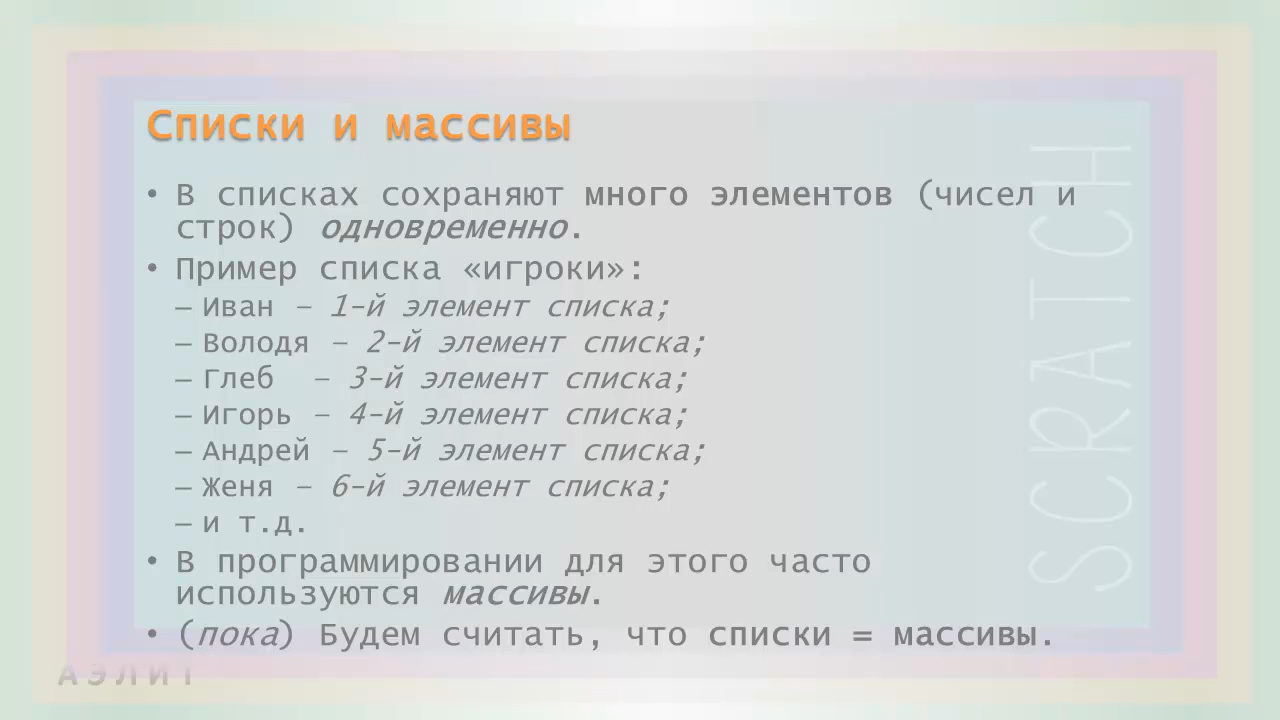 Списки и массивы
• В списках сохраняют много элементов (чисел и
строк) одновременно.
• Пример списка «игроки»:
– Иван – 1-й элемент списка;
– Володя – 2-й элемент списка;
– Глеб – 3-й элемент списка;
– Игорь – 4-й элемент списка;
– Андрей – 5-й элемент списка;
– Женя – 6-й элемент списка;
– и т.д.
• В программировании для этого часто
используются массивы.
• (пока) Будем считать, что списки = массивы.
SCRATCH